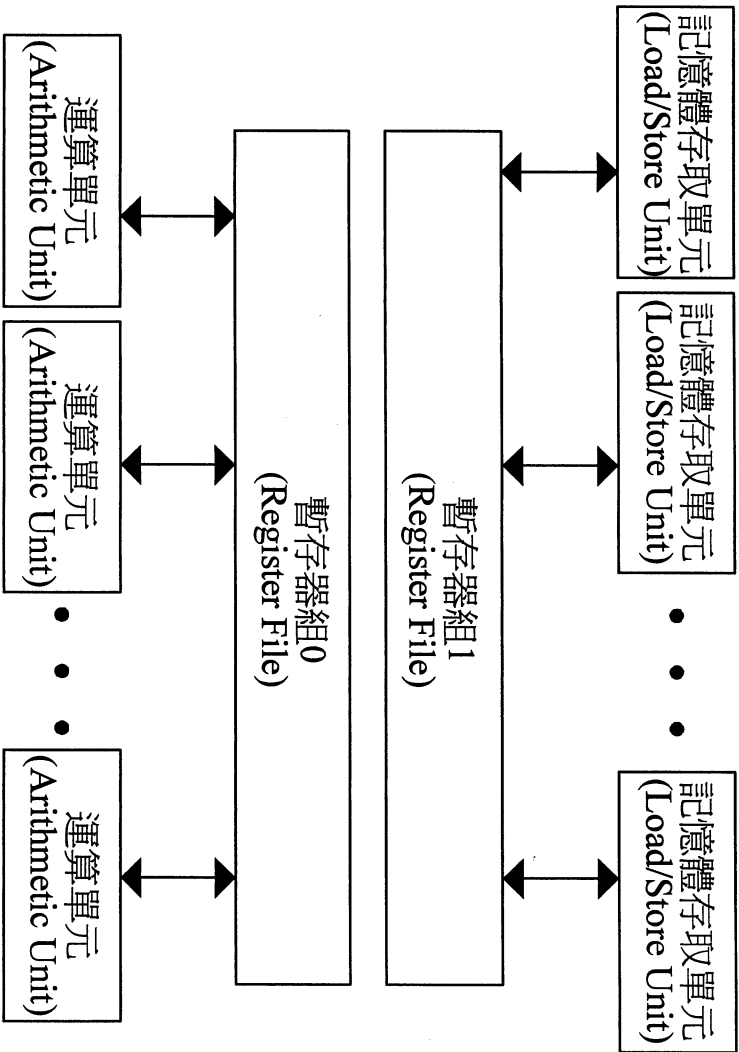 記憶體存取單元
(Load/Store Unit)
記憶體存取單元
(Load/Store Unit)
記憶體存取單元
(Load/Store Unit)
暫存器組1
(Register File)
暫存器組0
(Register File)
運算單元
(Arithmetic Unit)
運算單元
(Arithmetic Unit)
運算單元
(Arithmetic Unit)